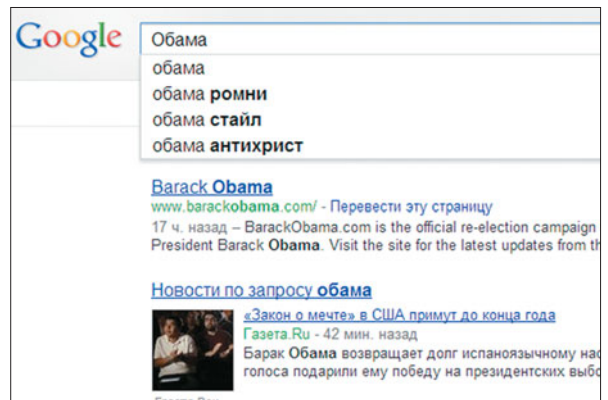 Google
Обама
обама
обама ромни
обама стайл
обама антихрист
Barack Obama
www.barackobama.com/ - Перевести эту страницу
17 ч. назад – BarackObama.com is the official re-election campaign
President Barack Obama. Visit the site for the latest updates from th
Новости по запросу обама
«Закон о мечте» в США примут до конца года
Газета.Ru - 42 мин. назад
Барак Обама возвращает долг испаноязычному нас
голоса подарили ему победу на президентских выбо